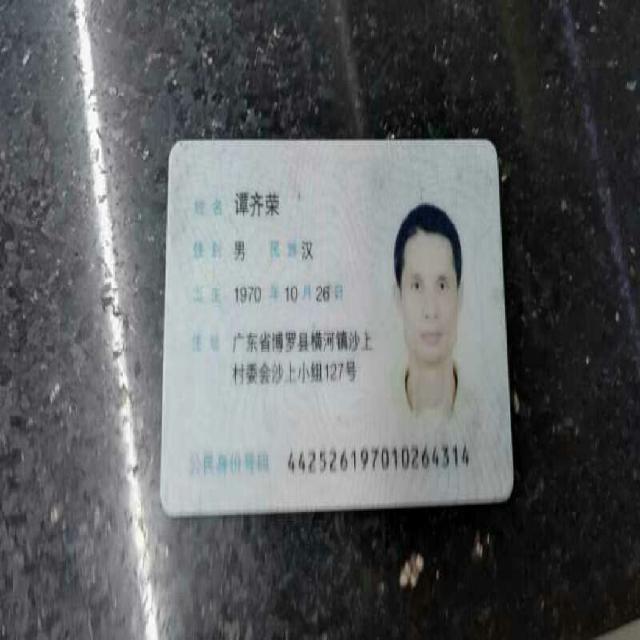 姓名 谭齐荣
性别 男 民族 汉
出生 1970 年 10 月 26 日
住址 广东省博罗县横河镇沙上
村委会沙上小组127号
公民身份号码 442526197010264314